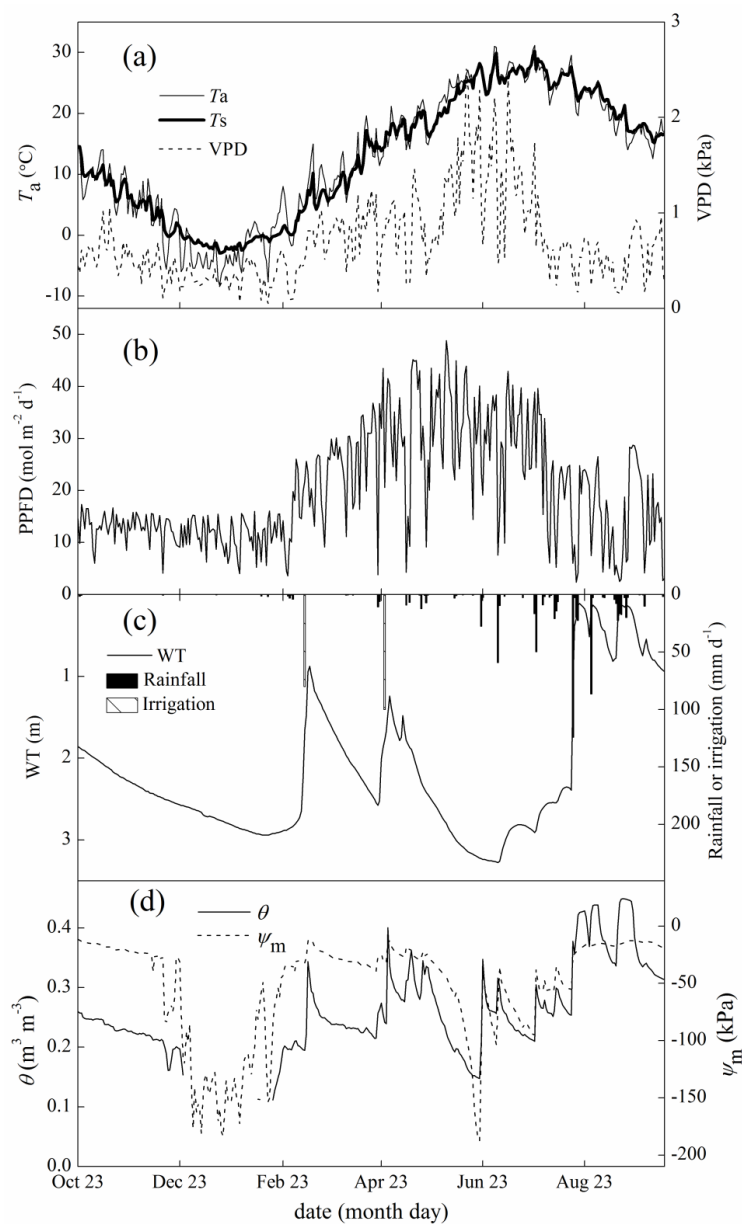 3
30
(a)
Ta
Ts
VPD
20
2
10
1
0
-10
0
Ta (°C)
VPD (kPa)
50
(b)
40
30
20
10
0
PPFD (mol m⁻² d⁻¹)
0
(c)
WT
Rainfall
Irrigation
1
2
3
50
100
150
200
WT (m)
Rainfall or irrigation (mm d⁻¹)
(d)
θ
ψm
0.4
0.3
0.2
0.1
0.0
0
-50
-100
-150
-200
θ (m³ m⁻³)
ψm (kPa)
Oct 23 Dec 23 Feb 23 Apr 23 Jun 23 Aug 23
date (month day)